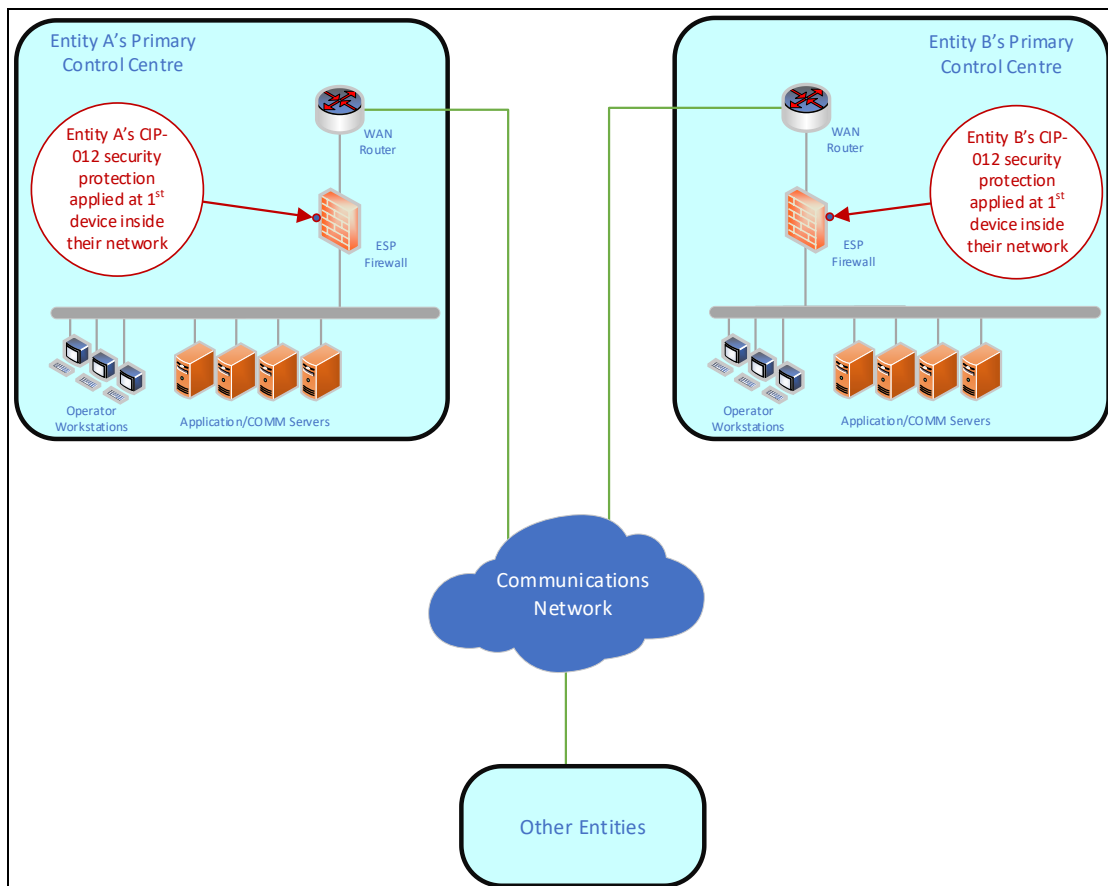 Entity A’s Primary
Control Centre
WAN
Router
Entity A’s CIP-
012 security
protection
applied at 1st
device inside
their network
ESP
Firewall
Operator
Workstations
Application/COMM Servers
Entity B’s Primary
Control Centre
WAN
Router
Entity B’s CIP-
012 security
protection
applied at 1st
device inside
their network
ESP
Firewall
Operator
Workstations
Application/COMM Servers
Communications
Network
Other Entities